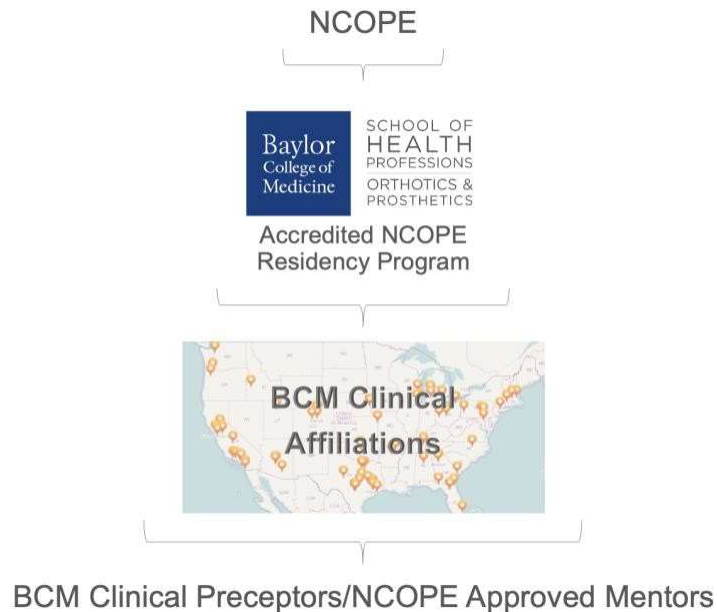 NCOPE
Baylor
College of
Medicine
SCHOOL OF
HEALTH
PROFESSIONS
ORTHOTICS &
PROSTHETICS
Accredited NCOPE
Residency Program
BCM Clinical
Affiliations
BCM Clinical Preceptors/NCOPE Approved Mentors